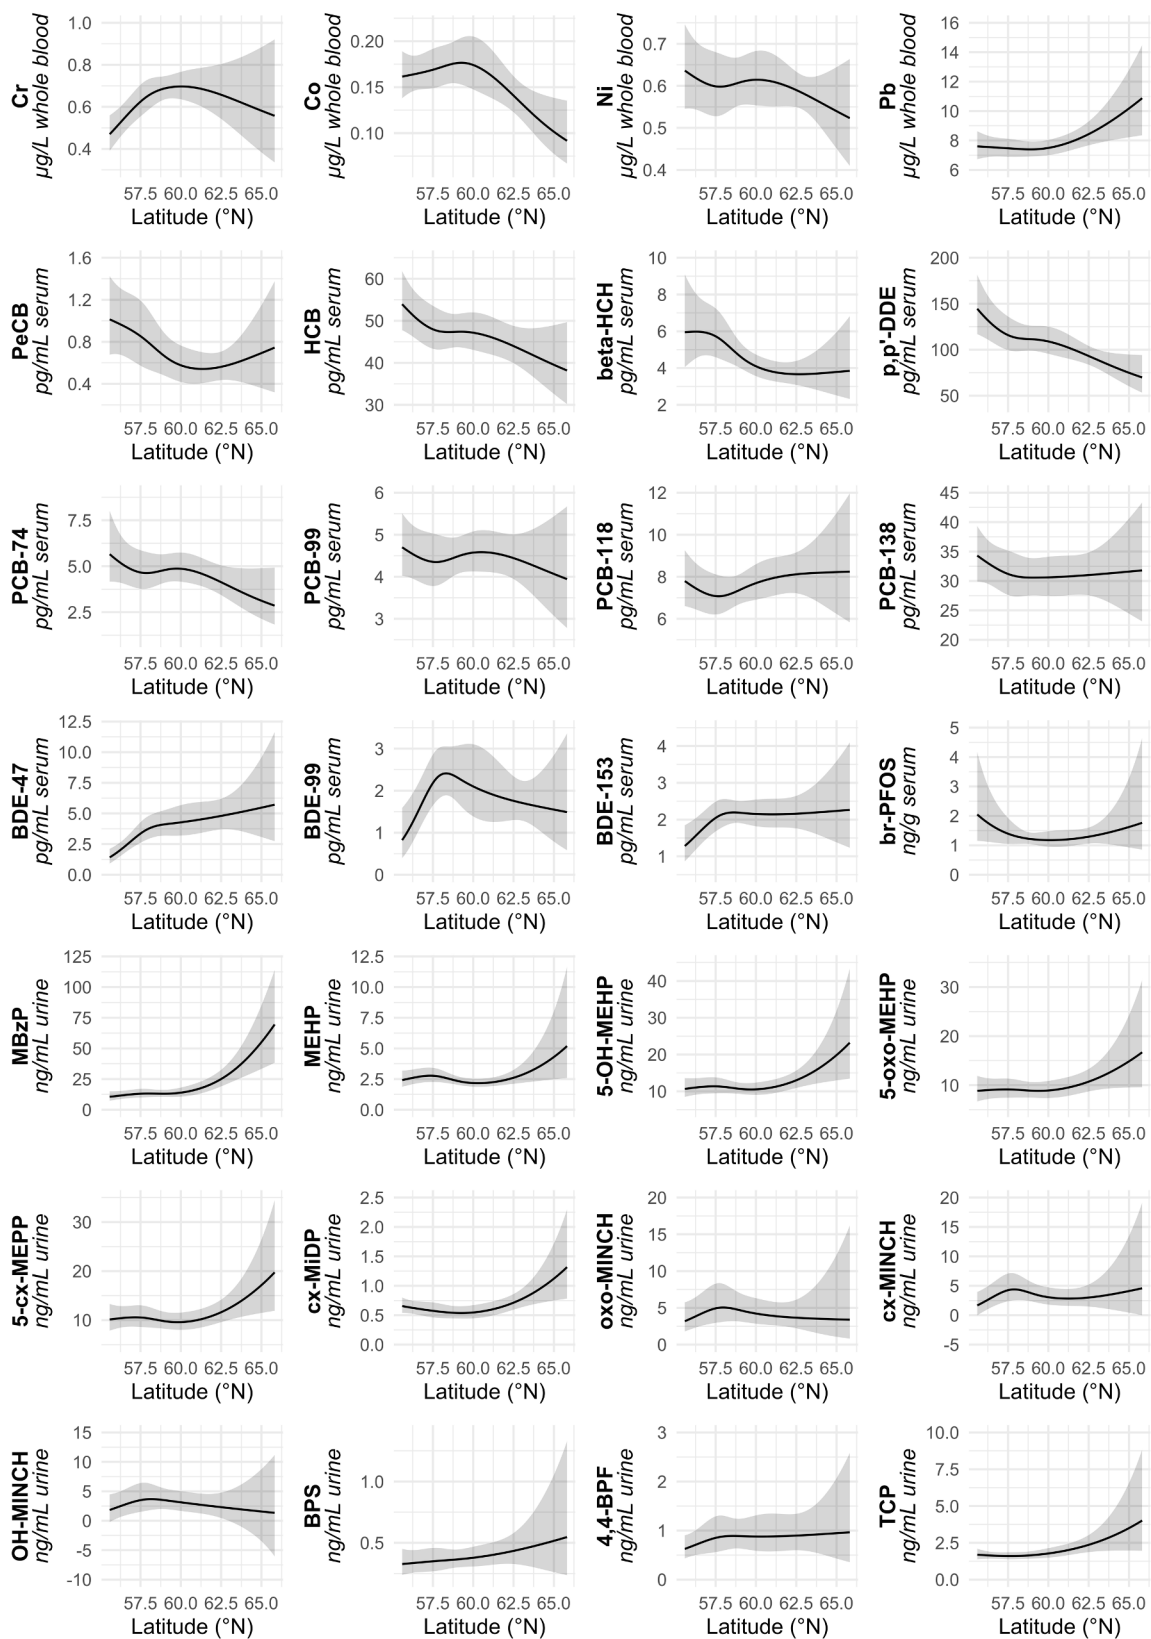 Cr
µg/L whole blood
1.0
0.8
0.6
0.4
57.5 60.0 62.5 65.0
Latitude (°N)
Co
µg/L whole blood
0.20
0.15
0.10
57.5 60.0 62.5 65.0
Latitude (°N)
Ni
µg/L whole blood
0.7
0.6
0.5
0.4
57.5 60.0 62.5 65.0
Latitude (°N)
Pb
µg/L whole blood
16
14
12
10
8
6
57.5 60.0 62.5 65.0
Latitude (°N)
PeCB
pg/mL serum
1.6
1.2
0.8
0.4
57.5 60.0 62.5 65.0
Latitude (°N)
HCB
pg/mL serum
60
50
40
30
57.5 60.0 62.5 65.0
Latitude (°N)
beta-HCH
pg/mL serum
10
8
6
4
2
57.5 60.0 62.5 65.0
Latitude (°N)
p,p'-DDE
pg/mL serum
200
150
100
50
57.5 60.0 62.5 65.0
Latitude (°N)
PCB-74
pg/mL serum
7.5
5.0
2.5
57.5 60.0 62.5 65.0
Latitude (°N)
PCB-99
pg/mL serum
6
5
4
3
57.5 60.0 62.5 65.0
Latitude (°N)
PCB-118
pg/mL serum
12
10
8
6
57.5 60.0 62.5 65.0
Latitude (°N)
PCB-138
pg/mL serum
45
40
35
30
25
20
57.5 60.0 62.5 65.0
Latitude (°N)
BDE-47
pg/mL serum
12.5
10.0
7.5
5.0
2.5
0.0
57.5 60.0 62.5 65.0
Latitude (°N)
BDE-99
pg/mL serum
3
2
1
0
57.5 60.0 62.5 65.0
Latitude (°N)
BDE-153
pg/mL serum
4
3
2
1
57.5 60.0 62.5 65.0
Latitude (°N)
br-PFOS
ng/g serum
5
4
3
2
1
0
57.5 60.0 62.5 65.0
Latitude (°N)
MBzP
ng/mL urine
125
100
75
50
25
0
57.5 60.0 62.5 65.0
Latitude (°N)
MEHP
ng/mL urine
12.5
10.0
7.5
5.0
2.5
0.0
57.5 60.0 62.5 65.0
Latitude (°N)
5-OH-MEHP
ng/mL urine
40
30
20
10
57.5 60.0 62.5 65.0
Latitude (°N)
5-oxo-MEHP
ng/mL urine
30
20
10
57.5 60.0 62.5 65.0
Latitude (°N)
5-cx-MEPP
ng/mL urine
30
20
10
57.5 60.0 62.5 65.0
Latitude (°N)
cx-MiDP
ng/mL urine
2.5
2.0
1.5
1.0
0.5
0.0
57.5 60.0 62.5 65.0
Latitude (°N)
oxo-MINCH
ng/mL urine
20
15
10
5
0
57.5 60.0 62.5 65.0
Latitude (°N)
cx-MINCH
ng/mL urine
20
15
10
5
0
-5
57.5 60.0 62.5 65.0
Latitude (°N)
OH-MINCH
ng/mL urine
15
10
5
0
-5
-10
57.5 60.0 62.5 65.0
Latitude (°N)
BPS
ng/mL urine
1.0
0.5
57.5 60.0 62.5 65.0
Latitude (°N)
4,4-BPF
ng/mL urine
3
2
1
0
57.5 60.0 62.5 65.0
Latitude (°N)
TCP
ng/mL urine
10.0
7.5
5.0
2.5
0.0
57.5 60.0 62.5 65.0
Latitude (°N)